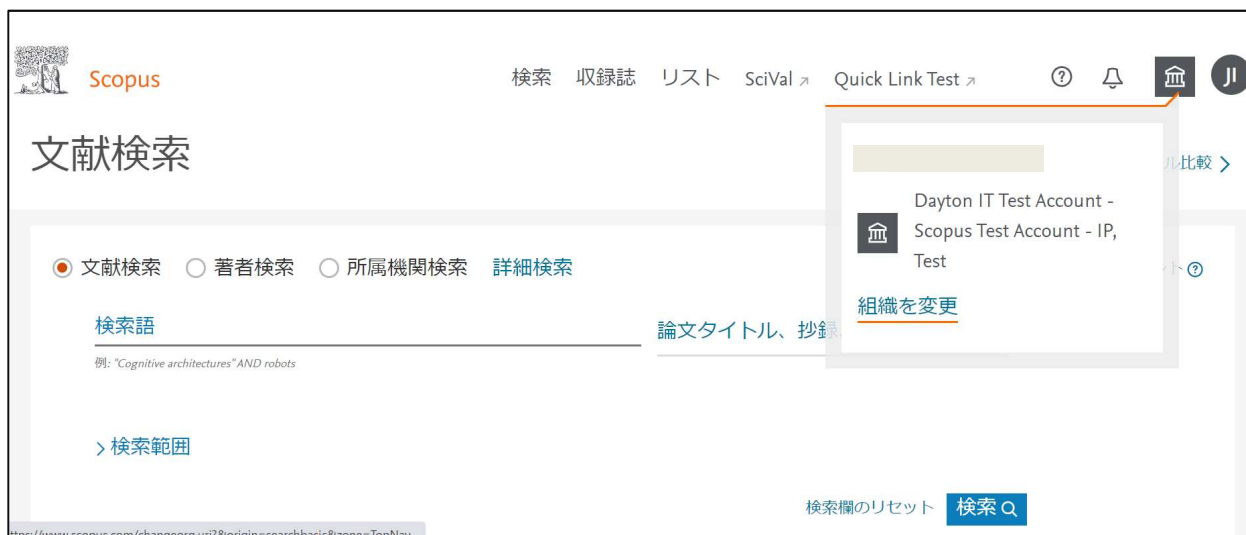 Scopus
検索 収録誌 リスト SciVal ↗ Quick Link Test ↗ JI
文献検索
ル比較
Dayton IT Test Account -
Scopus Test Account - IP,
Test
組織を変更
文献検索 著者検索 所属機関検索 詳細検索
検索語
論文タイトル、抄録
例: "Cognitive architectures" AND robots
検索範囲
検索欄のリセット 検索